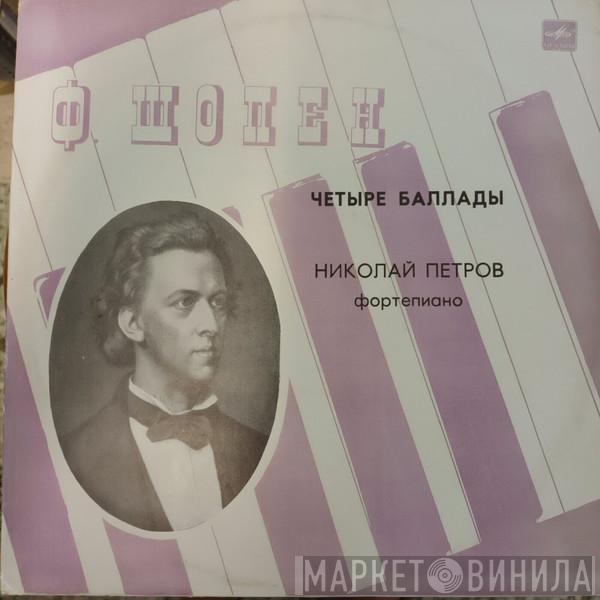 Ф. ШОПЕН
ЧЕТЫРЕ БАЛЛАДЫ
НИКОЛАЙ ПЕТРОВ
фортепиано
МАРКЕТ ВИНИЛА